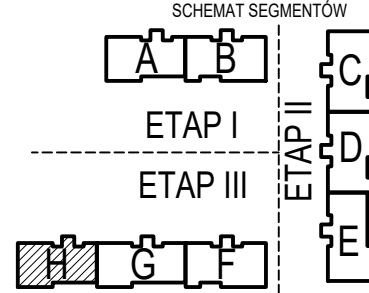 SCHEMAT SEGMENTÓW
A B
C
ETAP I
ETAP II
D
ETAP III
E
H G F